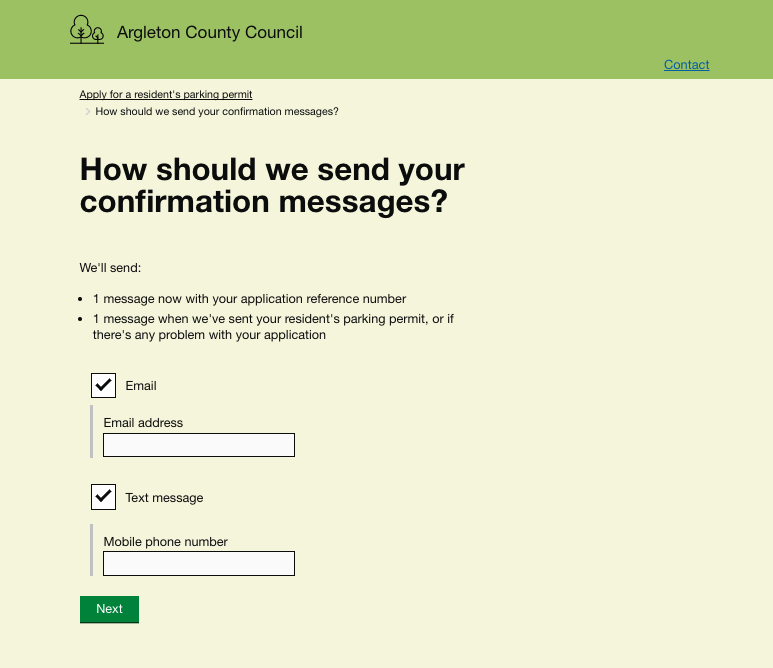 Argleton County Council
Contact
Apply for a resident's parking permit
How should we send your confirmation messages?
How should we send your
confirmation messages?
We'll send:
1 message now with your application reference number
1 message when we've sent your resident's parking permit, or if
there's any problem with your application
Email
Email address
Text message
Mobile phone number
Next